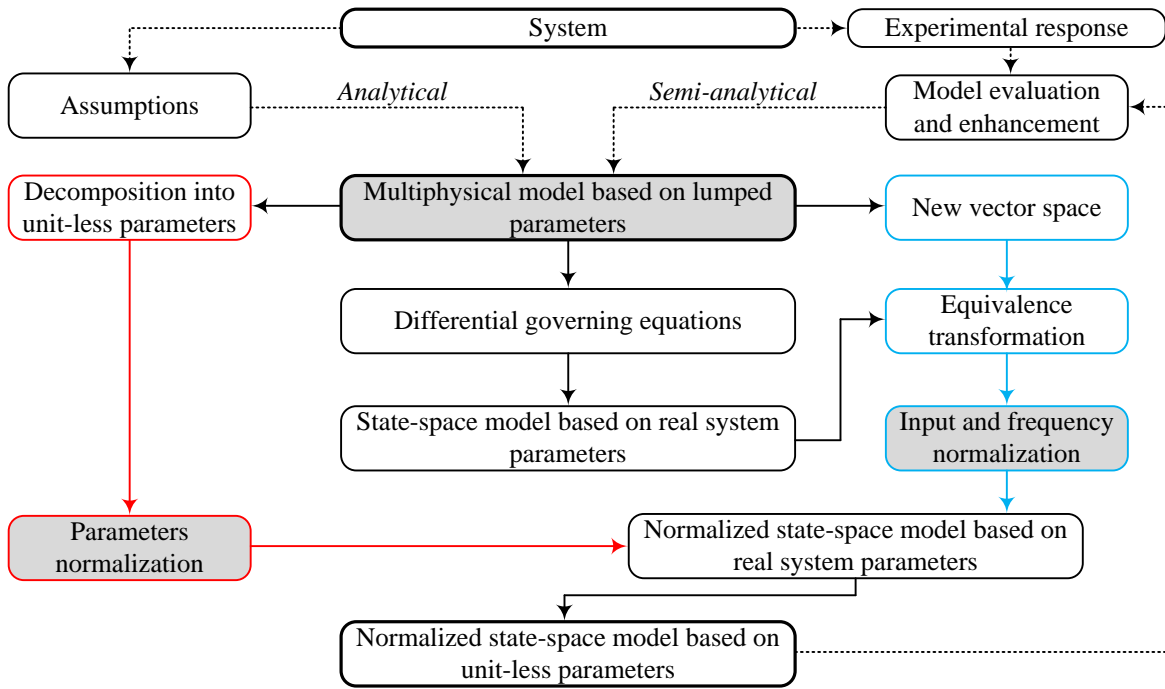 System
Experimental response
Assumptions
Analytical
Semi-analytical
Model evaluation
and enhancement
Decomposition into
unit-less parameters
Multiphysical model based on lumped
parameters
New vector space
Differential governing equations
Equivalence
transformation
State-space model based on real system
parameters
Input and frequency
normalization
Parameters
normalization
Normalized state-space model based on
real system parameters
Normalized state-space model based on
unit-less parameters